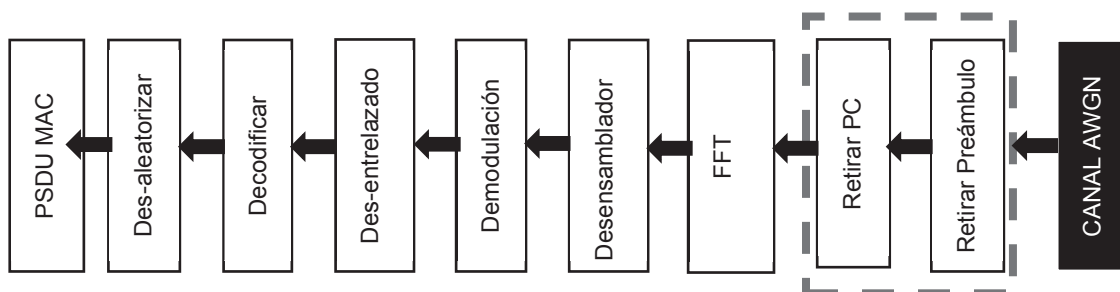 PSDU MAC
Des-aleatorizar
Decodificar
Des-entrelazado
Demodulación
Desensamblador
FFT
Retirar PC
Retirar Preámbulo
CANAL AWGN